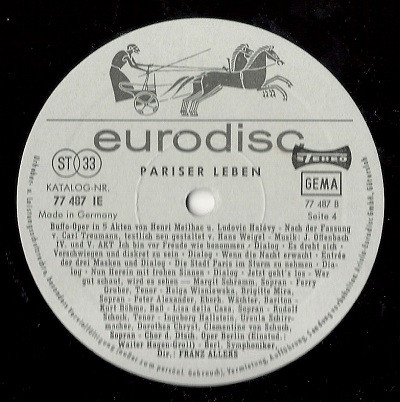 eurodisc
STEREO
ST 33
PARISER LEBEN
GEMA
KATALOG-NR.
77 487 IE
77 487 B
Made in Germany
Seite 4
Buffo-Oper in 5 Akten von Henri Meilhac u. Ludovic Halévy - Nach der Fassung
v. Carl Treumann, textlich neu gestaltet v. Hans Weigel - Musik: J. Offenbach
IV. und V. AKT Ich bin vor Freude wie benommen - Dialog - Es dreht sich -
Verschwiegen und diskret zu sein - Dialog - Wenn die Nacht erwacht - Entrée
der drei Masken und Dialog - Die Stadt Paris im Sturm zu nehmen - Dia-
log - Nun Herein mit frohen Sinnen - Dialog - Jetzt geht's los - Wer
gut schaut, wird es sehen — Margit Schramm, Sopran - Ferry
Gruber, Tenor - Helga Wisniewska, Brigitte Mira,
Sopran - Peter Alexander, Eberh. Wächter, Bariton -
Kurt Böhme, Baß - Lisa della Casa, Sopran - Rudolf
Schock, Tenor - Ingeborg Hallstein, Ursula Schirr-
macher, Dorothea Chryst, Clementine von Schuch,
Sopran - Chor d. Dtsch. Oper Berlin (Einstud.:
Walter Hagen-Groll) - Berl. Symphoniker,
Dir.: FRANZ ALLERS